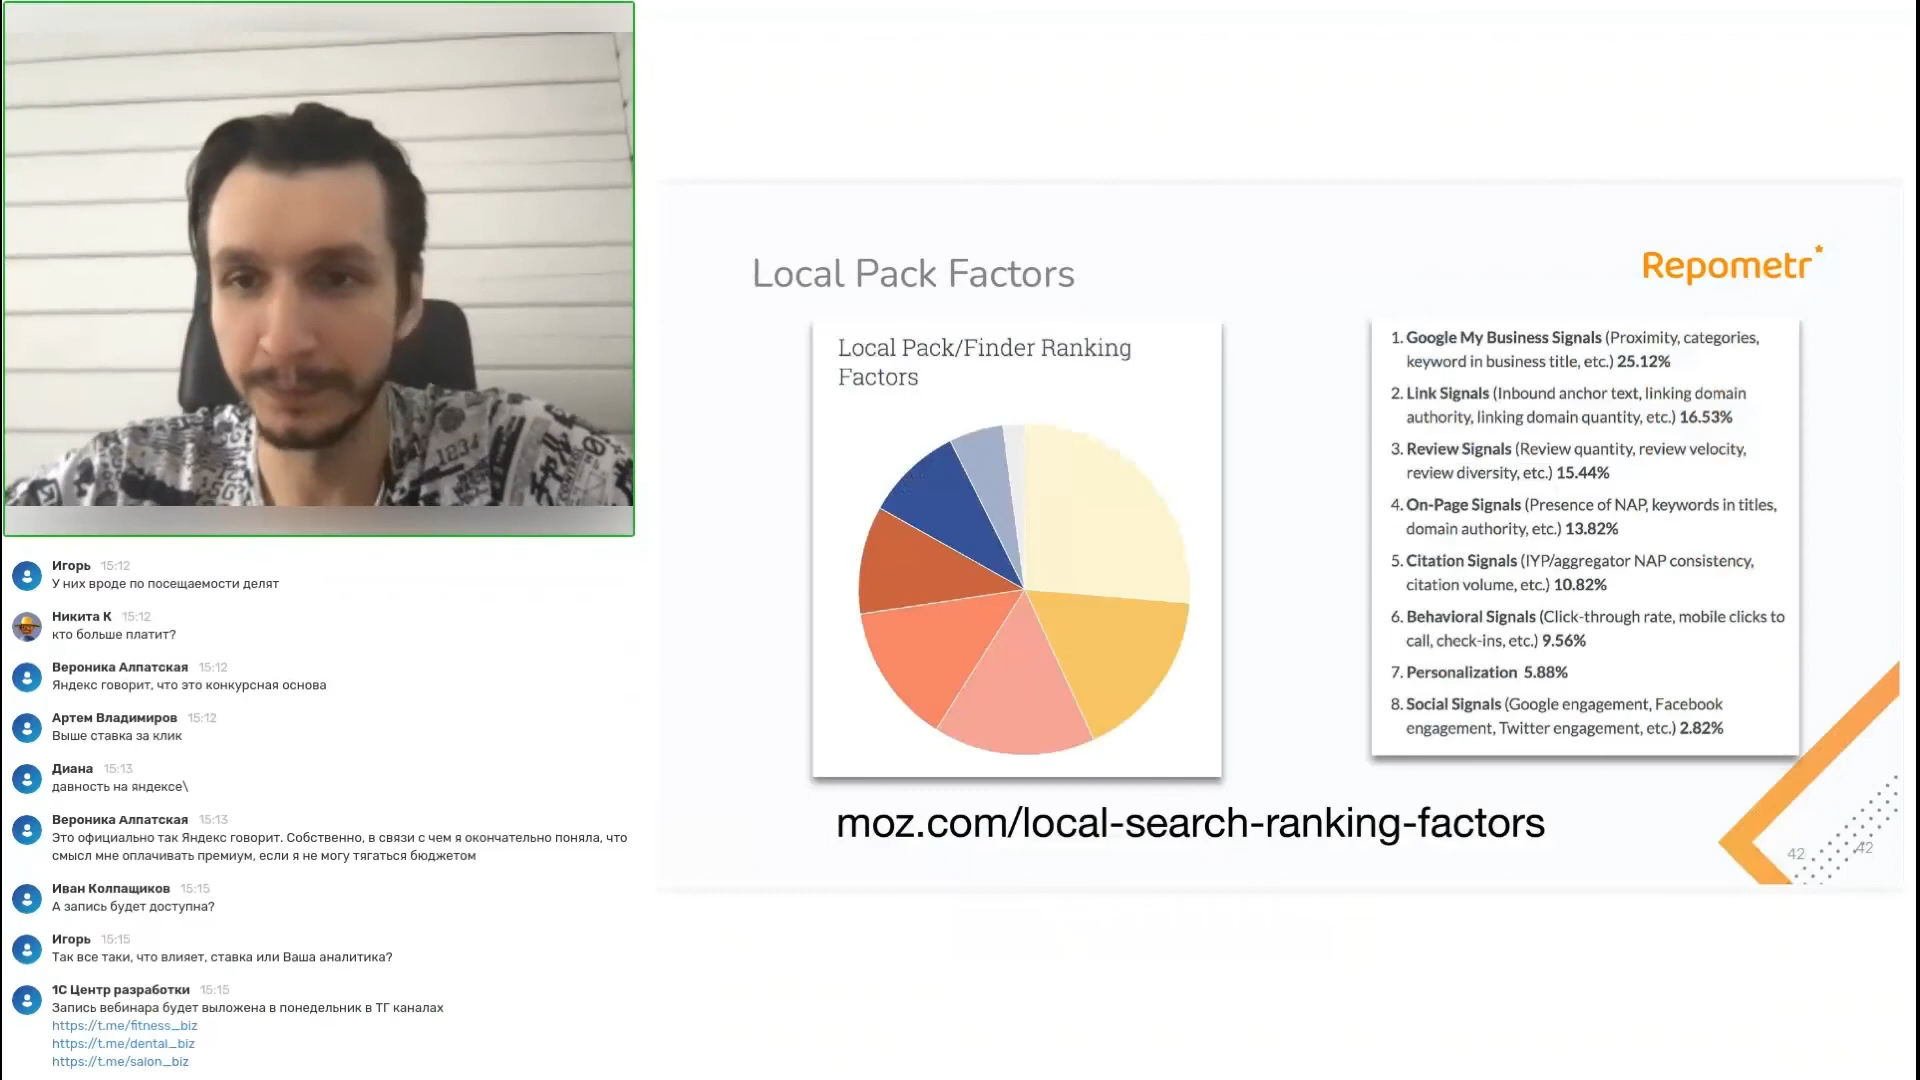 Игорь 15:12
У них вроде по посещаемости делят
Никита К 15:12
кто больше платит?
Вероника Алпатская 15:12
Яндекс говорит, что это конкурсная основа
Артем Владимиров 15:12
Выше ставка за клик
Диана 15:13
давность на яндексе\
Вероника Алпатская 15:13
Это официально так Яндекс говорит. Собственно, в связи с чем я окончательно поняла, что
смысл мне оплачивать премиум, если я не могу тягаться бюджетом
Иван Колпащиков 15:15
А запись будет доступна?
Игорь 15:15
Так все таки, что влияет, ставка или Ваша аналитика?
1С Центр разработки 15:15
Запись вебинара будет выложена в понедельник в ТГ каналах
https://t.me/fitness_biz
https://t.me/dental_biz
https://t.me/salon_biz
Local Pack Factors
Repometr
Local Pack/Finder Ranking
Factors
1. Google My Business Signals (Proximity, categories,
keyword in business title, etc.) 25.12%
2. Link Signals (Inbound anchor text, linking domain
authority, linking domain quantity, etc.) 16.53%
3. Review Signals (Review quantity, review velocity,
review diversity, etc.) 15.44%
4. On-Page Signals (Presence of NAP, keywords in titles,
domain authority, etc.) 13.82%
5. Citation Signals (IYP/aggregator NAP consistency,
citation volume, etc.) 10.82%
6. Behavioral Signals (Click-through rate, mobile clicks to
call, check-ins, etc.) 9.56%
7. Personalization 5.88%
8. Social Signals (Google engagement, Facebook
engagement, Twitter engagement, etc.) 2.82%
moz.com/local-search-ranking-factors
42
42
1234